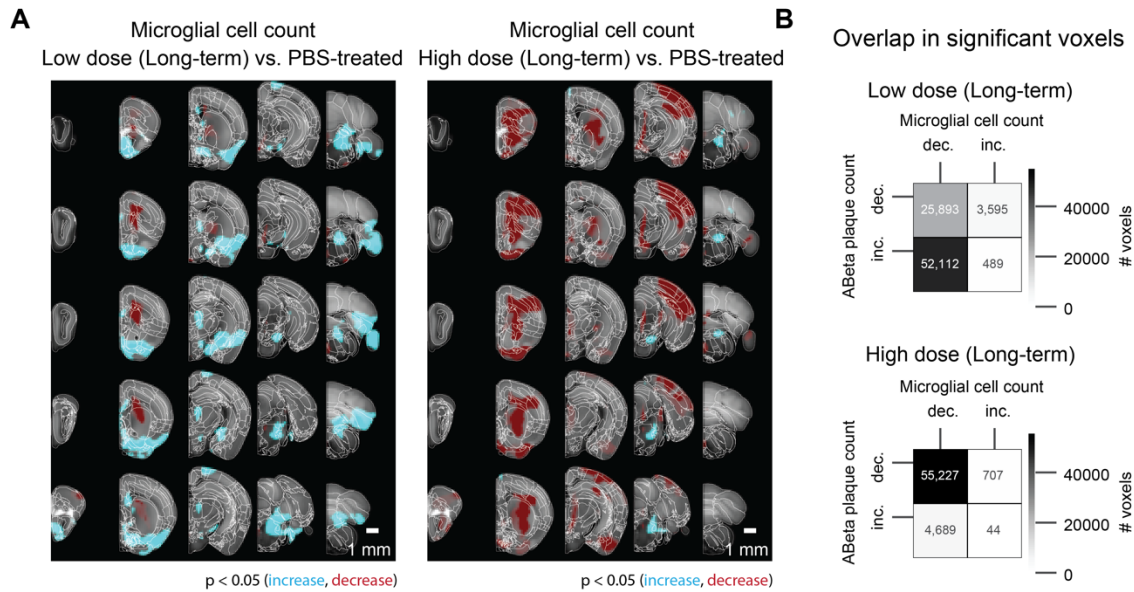 A
Microglial cell count
Low dose (Long-term) vs. PBS-treated
1 mm
p < 0.05 (increase, decrease)
Microglial cell count
High dose (Long-term) vs. PBS-treated
1 mm
p < 0.05 (increase, decrease)
B
Overlap in significant voxels
Low dose (Long-term)
Microglial cell count
dec. inc.
ABeta plaque count
dec.
inc.
25,893 3,595
52,112 489
40000
20000
0
# voxels
High dose (Long-term)
Microglial cell count
dec. inc.
ABeta plaque count
dec.
inc.
55,227 707
4,689 44
40000
20000
0
# voxels